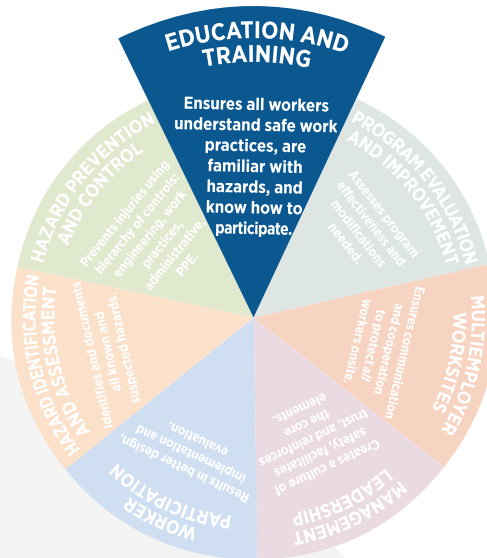 EDUCATION AND
TRAINING
Ensures all workers
understand safe work
practices, are
familiar with
hazards, and
know how to
participate.
PROGRAM EVALUATION
AND IMPROVEMENT
Assesses program
effectiveness and
modifications
needed.
MULTIEMPLOYER
WORKSITES
Ensures communication
and cooperation
to protect all
workers onsite.
MANAGEMENT
LEADERSHIP
Creates a culture of
safety, facilitates
trust, and reinforces
the core
elements.
WORKER
PARTICIPATION
Results in better design,
implementation and
evaluation.
HAZARD IDENTIFICATION
AND ASSESSMENT
Identifies and documents
all known and
suspected hazards.
HAZARD PREVENTION
AND CONTROL
Prevents injuries using
hierarchy of controls:
engineering, work
practices,
administrative,
PPE.